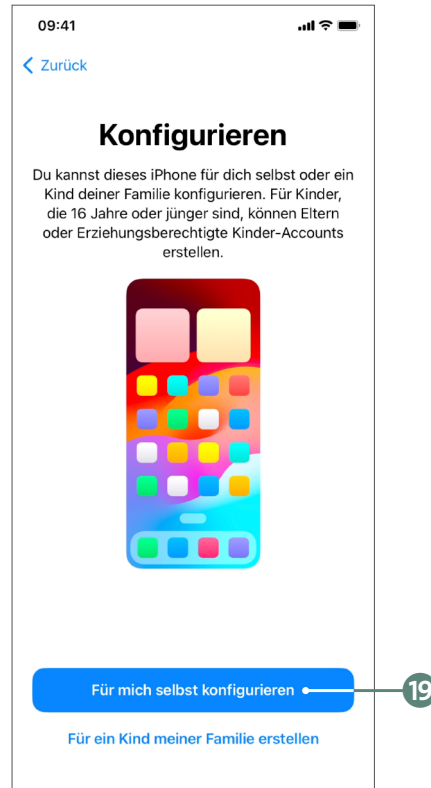 09:41
Zurück
Konfigurieren
Du kannst dieses iPhone für dich selbst oder ein
Kind deiner Familie konfigurieren. Für Kinder,
die 16 Jahre oder jünger sind, können Eltern
oder Erziehungsberechtigte Kinder-Accounts
erstellen.
Für mich selbst konfigurieren
19
Für ein Kind meiner Familie erstellen